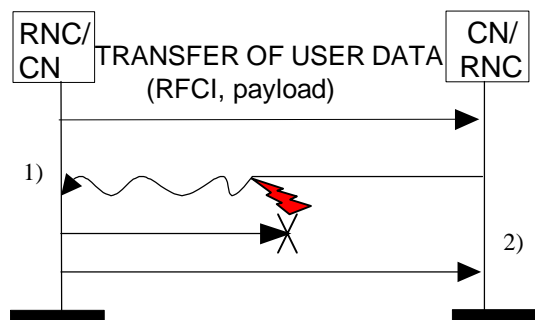 RNC/
CN
CN/
RNC
TRANSFER OF USER DATA
(RFCI, payload)
1)
2)